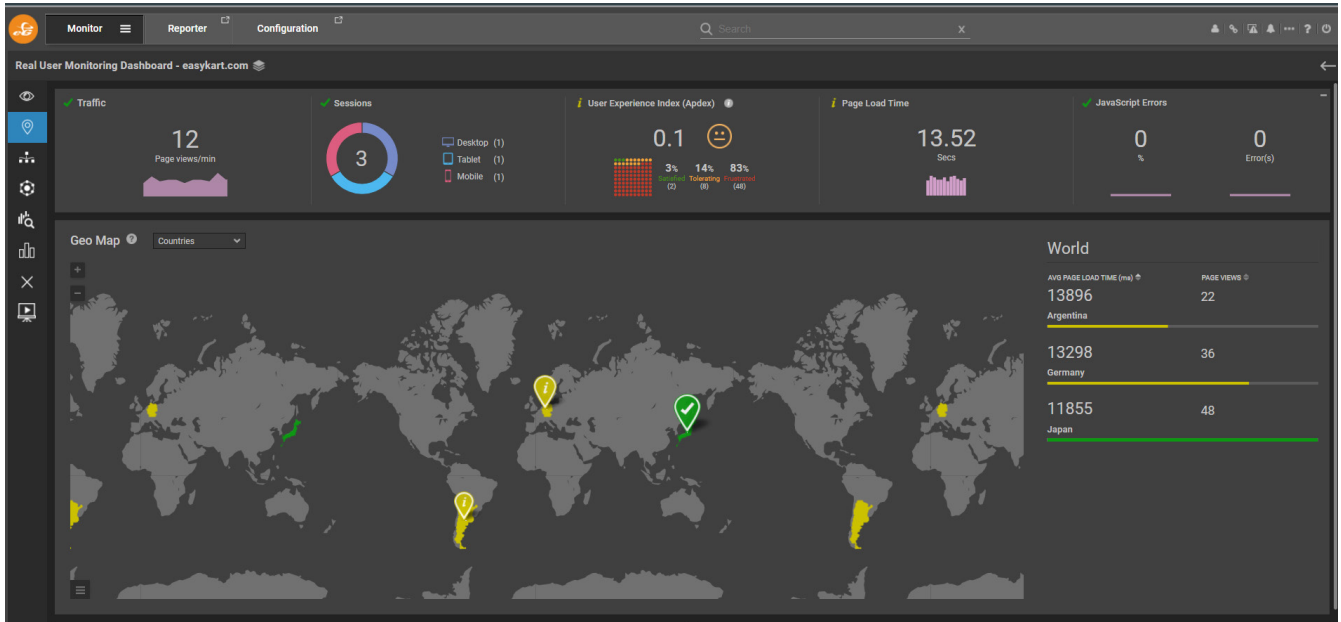 Monitor
Reporter
Configuration
Search
x
?
Real User Monitoring Dashboard - easykart.com
Traffic
12
Page views/min
Sessions
3
Desktop (1)
Tablet (1)
Mobile (1)
i User Experience Index (Apdex) i
0.1
3% 14% 83%
Satisfied Tolerating Frustrated
(2) (8) (48)
i Page Load Time
13.52
Secs
JavaScript Errors
0 0
% Error(s)
Geo Map ?
Countries
+
-
i
i
World
AVG PAGE LOAD TIME (ms) PAGE VIEWS
13896 22
Argentina
13298 36
Germany
11855 48
Japan